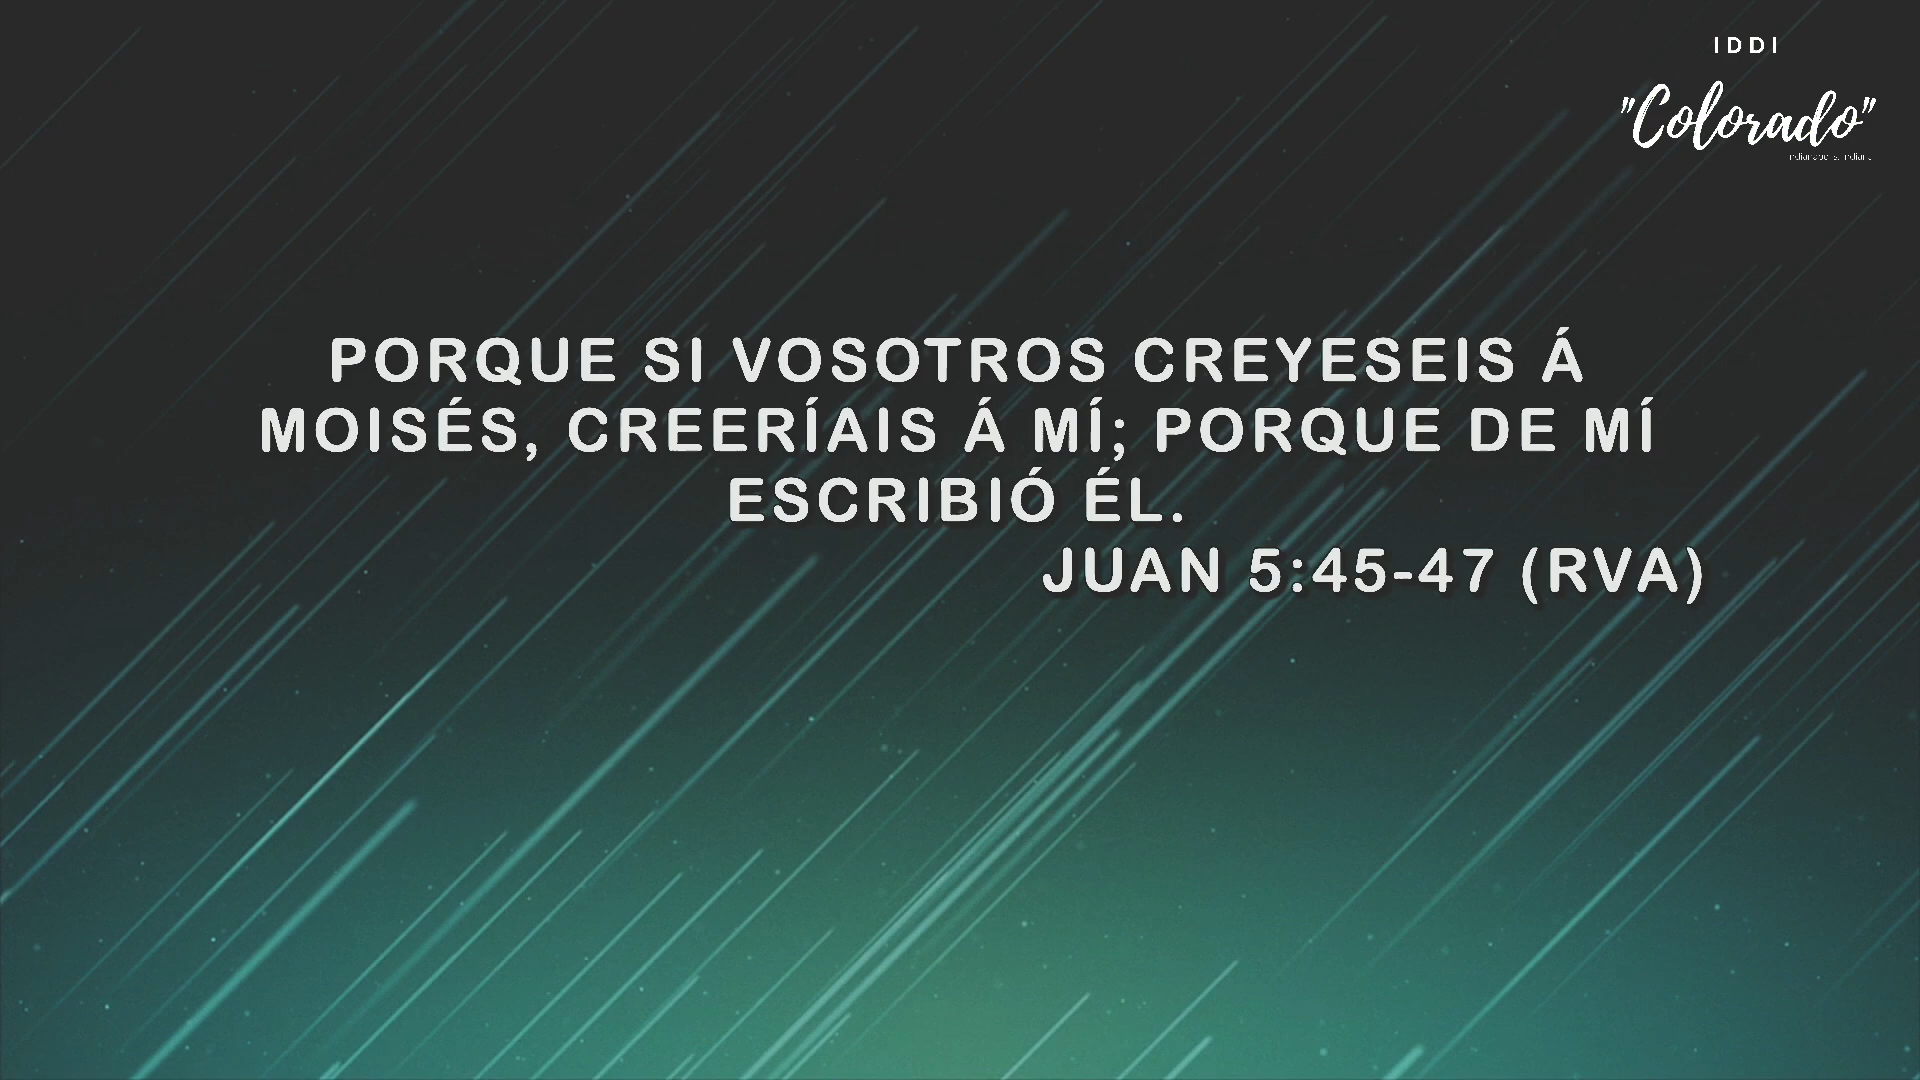 IDDI
"Colorado"
PORQUE SI VOSOTROS CREYESEIS Á
MOISÉS, CREERÍAIS Á MÍ; PORQUE DE MÍ
ESCRIBIÓ ÉL.
JUAN 5:45-47 (RVA)